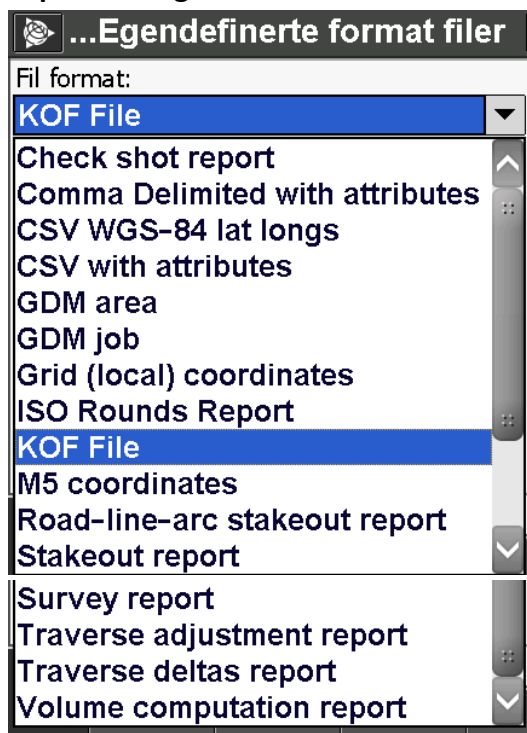 ...Egendefinerte format filer
Fil format:
KOF File
Check shot report
Comma Delimited with attributes
CSV WGS-84 lat longs
CSV with attributes
GDM area
GDM job
Grid (local) coordinates
ISO Rounds Report
KOF File
M5 coordinates
Road-line-arc stakeout report
Stakeout report
Survey report
Traverse adjustment report
Traverse deltas report
Volume computation report